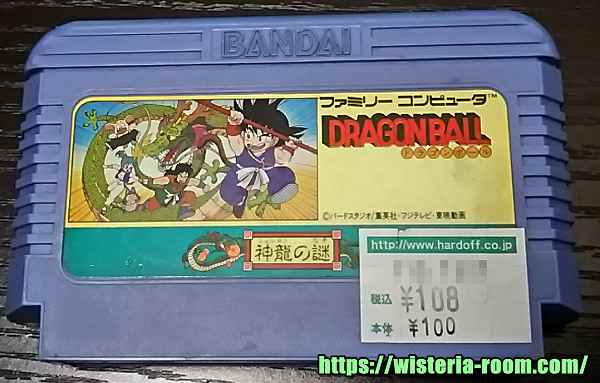 BANDAI
ファミリー コンピュータ™
DRAGONBALL
ドラゴンボール
©バードスタジオ/集英社・フジテレビ・東映動画
神龍の謎
http://www.hardoff.co.jp
税込 ¥108
本体 ¥100
https://wisteria-room.com/